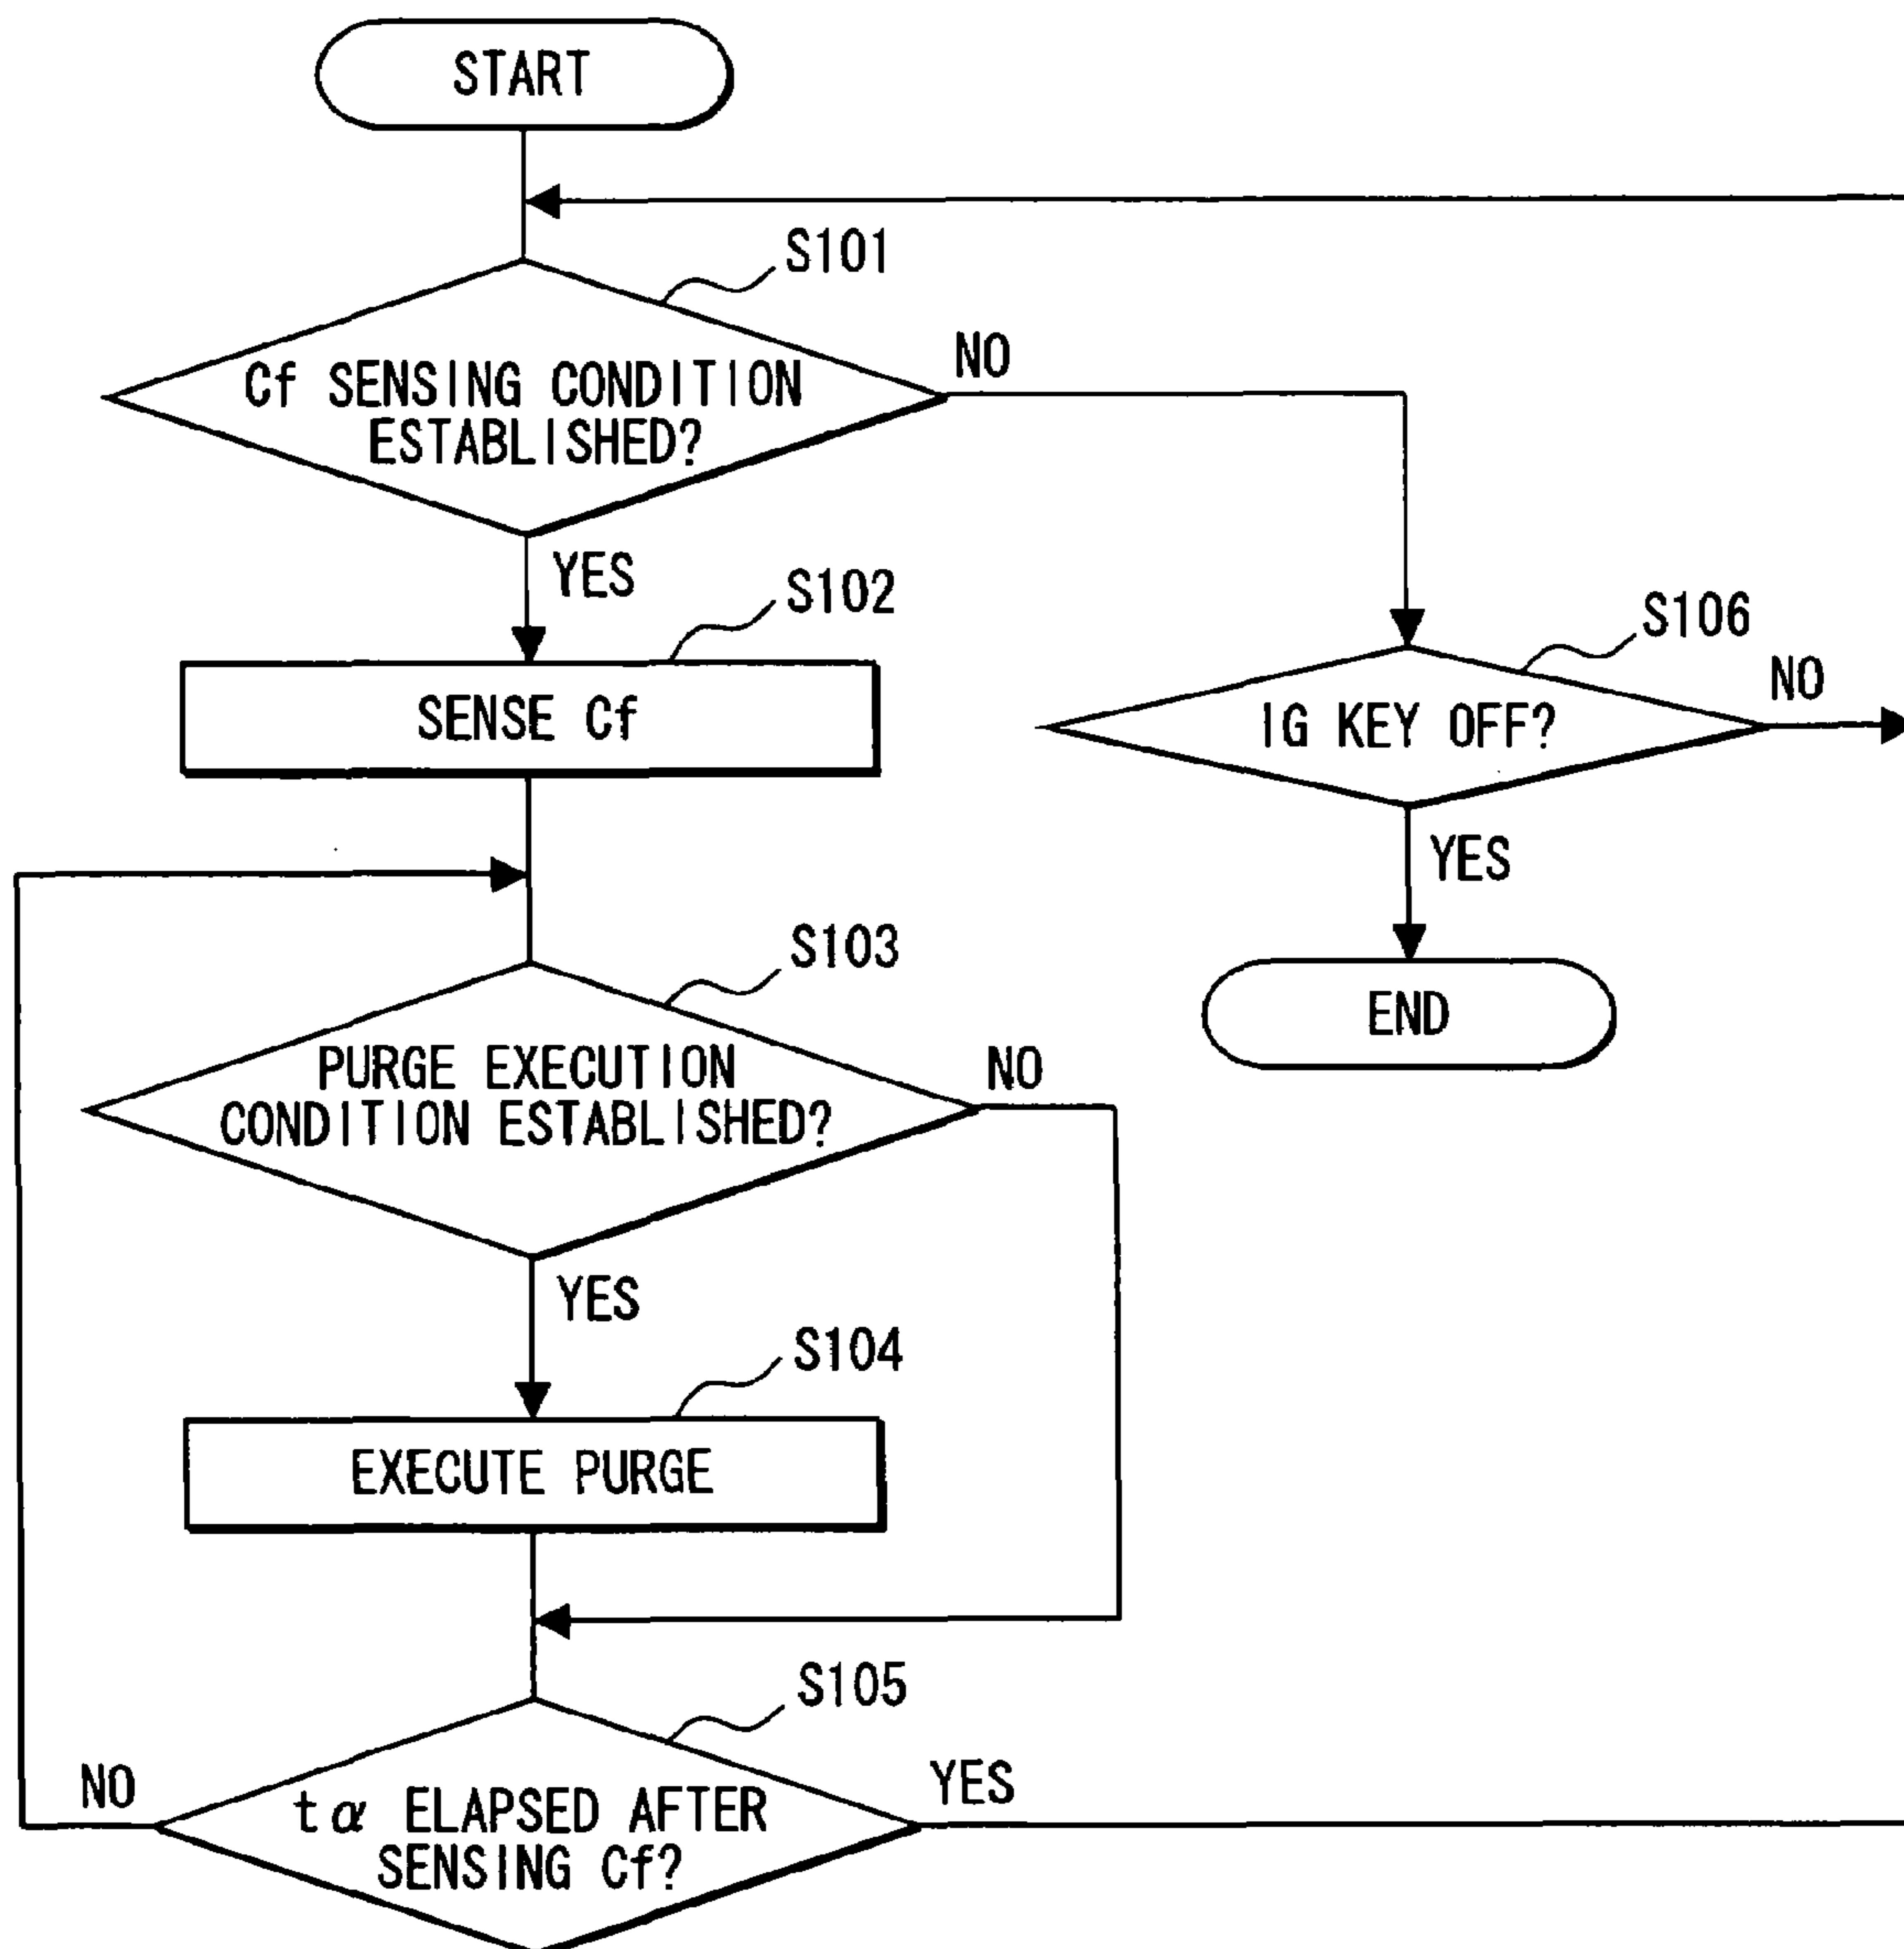 START
S101
Cf SENSING CONDITION
ESTABLISHED?
NO
YES
S102
SENSE Cf
S106
IG KEY OFF?
NO
YES
END
S103
PURGE EXECUTION
CONDITION ESTABLISHED?
NO
YES
S104
EXECUTE PURGE
S105
NO
tα ELAPSED AFTER
SENSING Cf?
YES